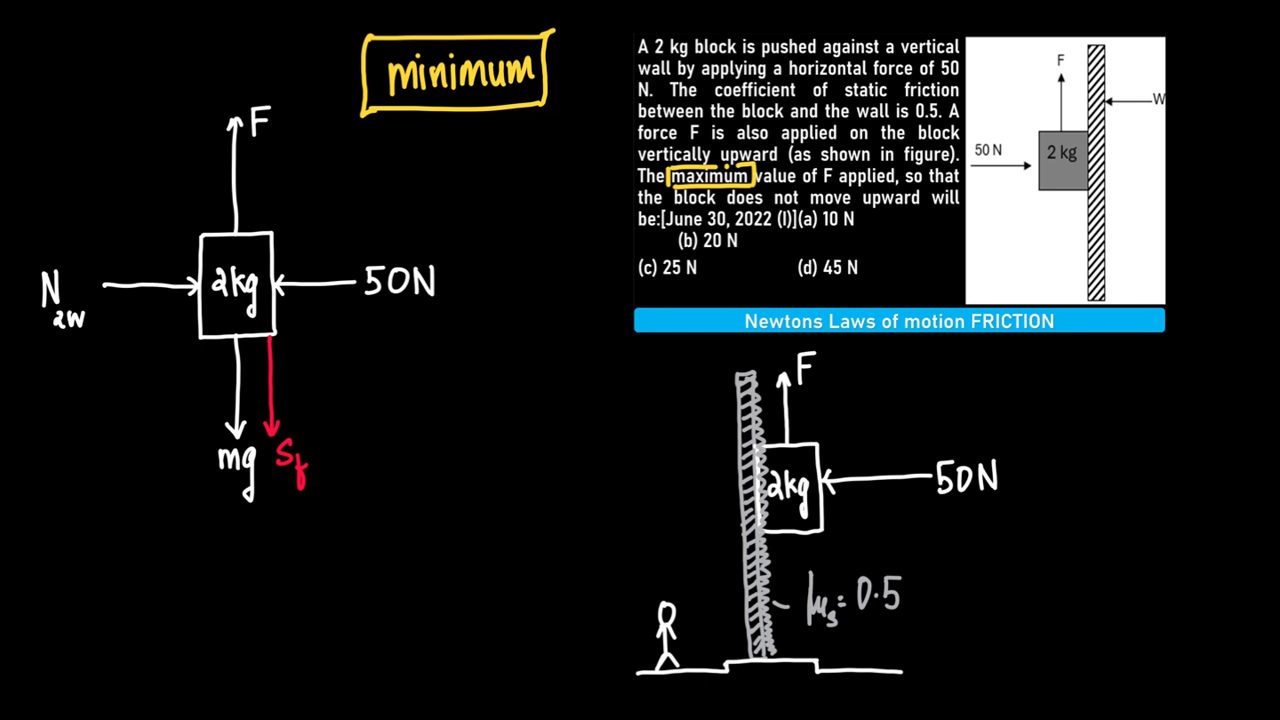 minimum
F
N2W
2kg
50N
mg
Sf
A 2 kg block is pushed against a vertical
wall by applying a horizontal force of 50
N. The coefficient of static friction
between the block and the wall is 0.5. A
force F is also applied on the block
vertically upward (as shown in figure).
The maximum value of F applied, so that
the block does not move upward will
be:[June 30, 2022 (I)](a) 10 N
(b) 20 N
(c) 25 N (d) 45 N
F
W
50 N
2 kg
Newtons Laws of motion FRICTION
F
2kg
50N
μs = 0.5